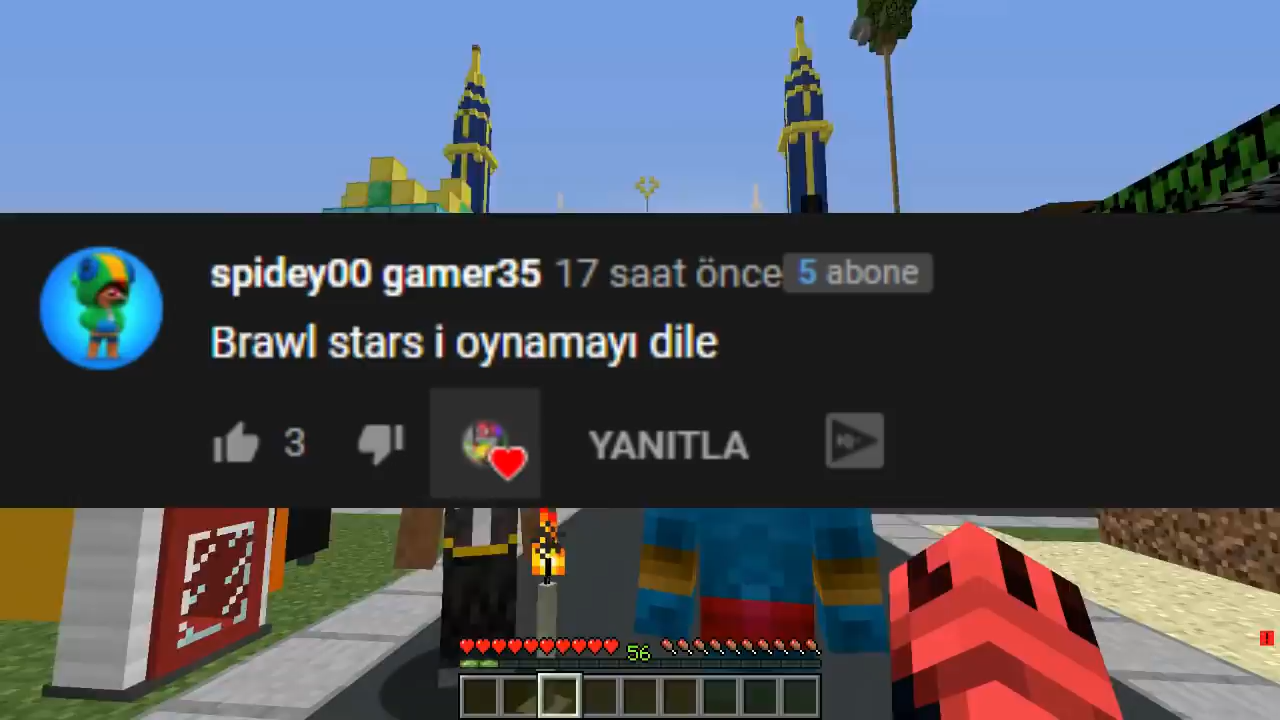 spidey00 gamer35 17 saat önce 5 abone
Brawl stars i oynamayı dile
3 YANITLA
56